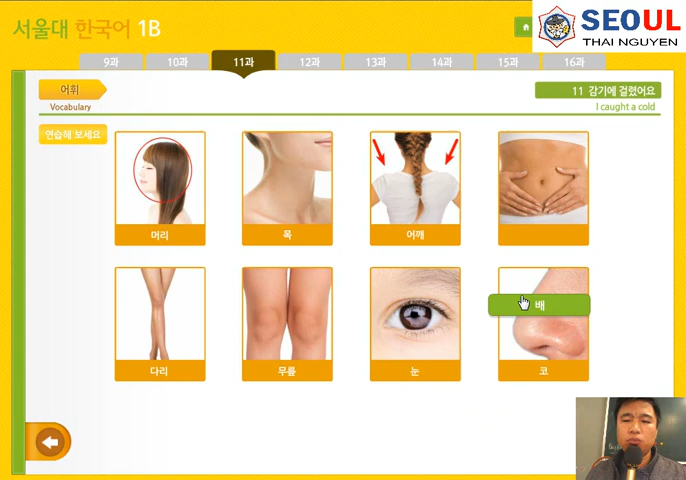 서울대 한국어 1B
SEOUL
THAI NGUYEN
9과 10과 11과 12과 13과 14과 15과 16과
어휘
Vocabulary
11 감기에 걸렸어요
I caught a cold
연습해 보세요
머리 목 어깨
배
다리 무릎 눈 코